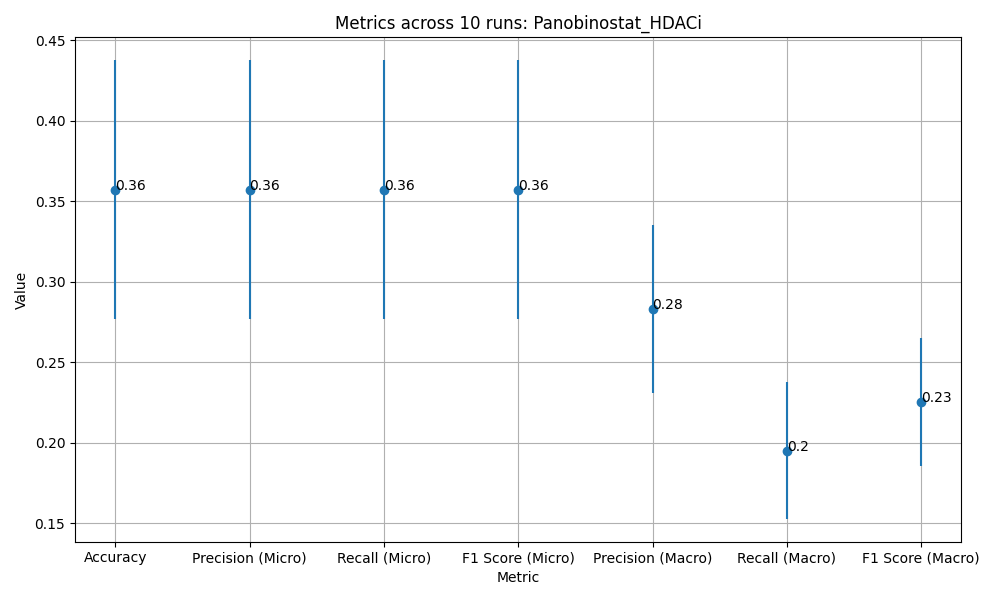 Metrics across 10 runs: Panobinostat_HDACi
Value
0.45
0.40
0.35
0.30
0.25
0.20
0.15
0.36
0.36
0.36
0.36
0.28
0.2
0.23
Accuracy
Precision (Micro)
Recall (Micro)
F1 Score (Micro)
Precision (Macro)
Recall (Macro)
F1 Score (Macro)
Metric